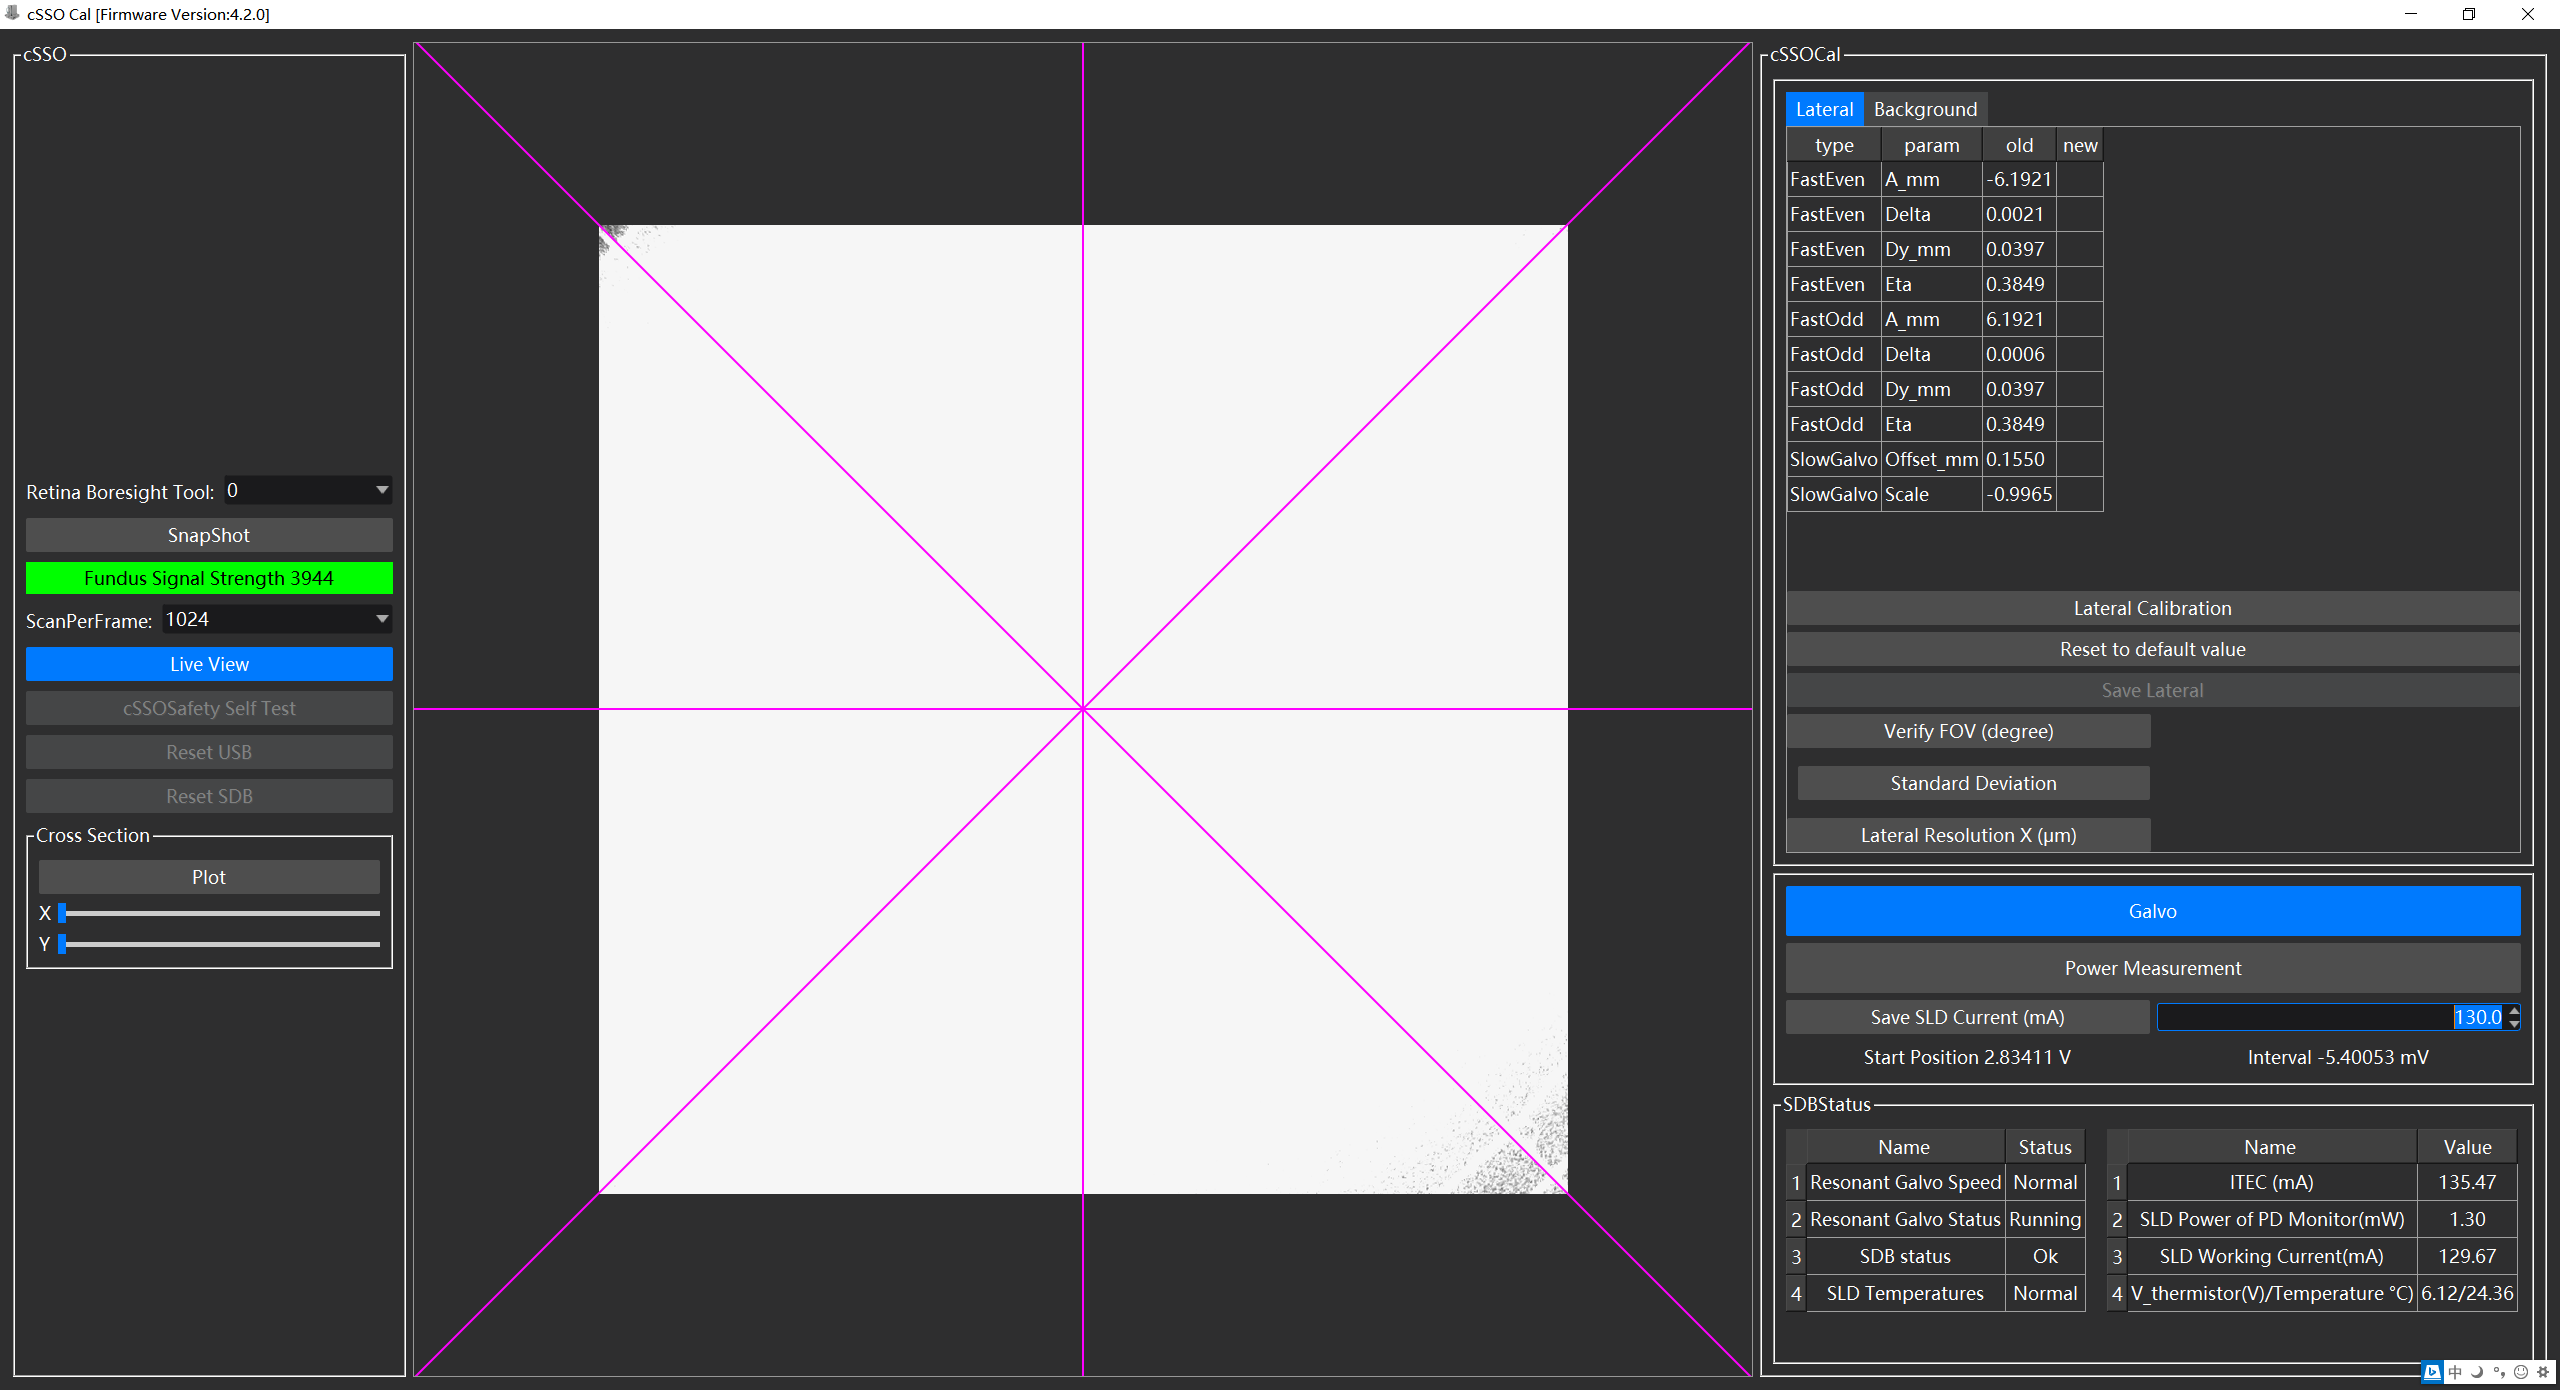 cSSO Cal [Firmware Version:4.2.0]
cSSO
Retina Boresight Tool: 0
SnapShot
Fundus Signal Strength 3944
ScanPerFrame: 1024
Live View
cSSOSafety Self Test
Reset USB
Reset SDB
Cross Section
Plot
X
Y
cSSOCal
Lateral Background
type param old new
FastEven A_mm -6.1921
FastEven Delta 0.0021
FastEven Dy_mm 0.0397
FastEven Eta 0.3849
FastOdd A_mm 6.1921
FastOdd Delta 0.0006
FastOdd Dy_mm 0.0397
FastOdd Eta 0.3849
SlowGalvo Offset_mm 0.1550
SlowGalvo Scale -0.9965
Lateral Calibration
Reset to default value
Save Lateral
Verify FOV (degree)
Standard Deviation
Lateral Resolution X (μm)
Galvo
Power Measurement
Save SLD Current (mA) 130.0
Start Position 2.83411 V Interval -5.40053 mV
SDBStatus
Name Status
1 Resonant Galvo Speed Normal
2 Resonant Galvo Status Running
3 SDB status Ok
4 SLD Temperatures Normal
Name Value
1 ITEC (mA) 135.47
2 SLD Power of PD Monitor(mW) 1.30
3 SLD Working Current(mA) 129.67
4 V_thermistor(V)/Temperature °C) 6.12/24.36
中